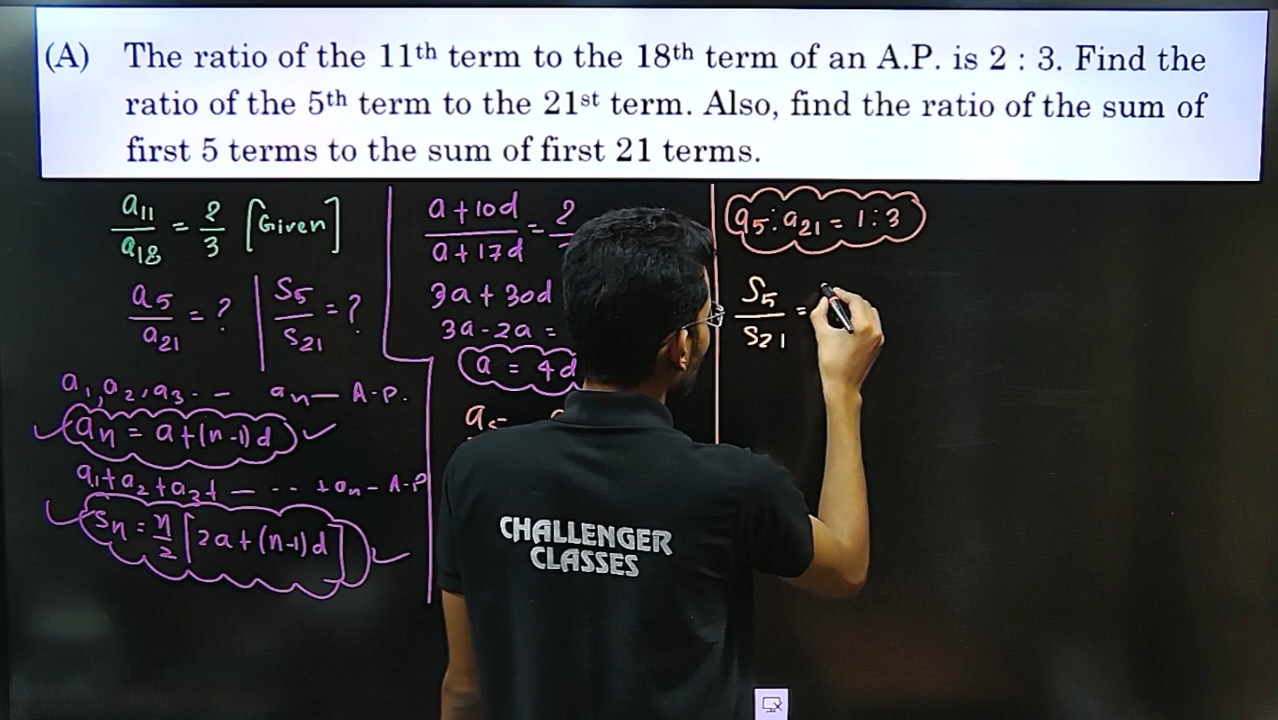 (A) The ratio of the 11th term to the 18th term of an A.P. is 2 : 3. Find the
ratio of the 5th term to the 21st term. Also, find the ratio of the sum of
first 5 terms to the sum of first 21 terms.
a11/a18 = 2/3 [Given]
a5/a21 = ? | S5/S21 = ?
a1, a2, a3 - - an — A.P.
an = a+(n-1)d
a1+a2+a3+ — - - +an - A.P
Sn = n/2 [2a+(n-1)d]
a+10d/a+17d = 2
3a+30d
3a-2a =
a = 4d
a5 =
a5 : a21 = 1:3
S5/S21 =
CHALLENGER
CLASSES